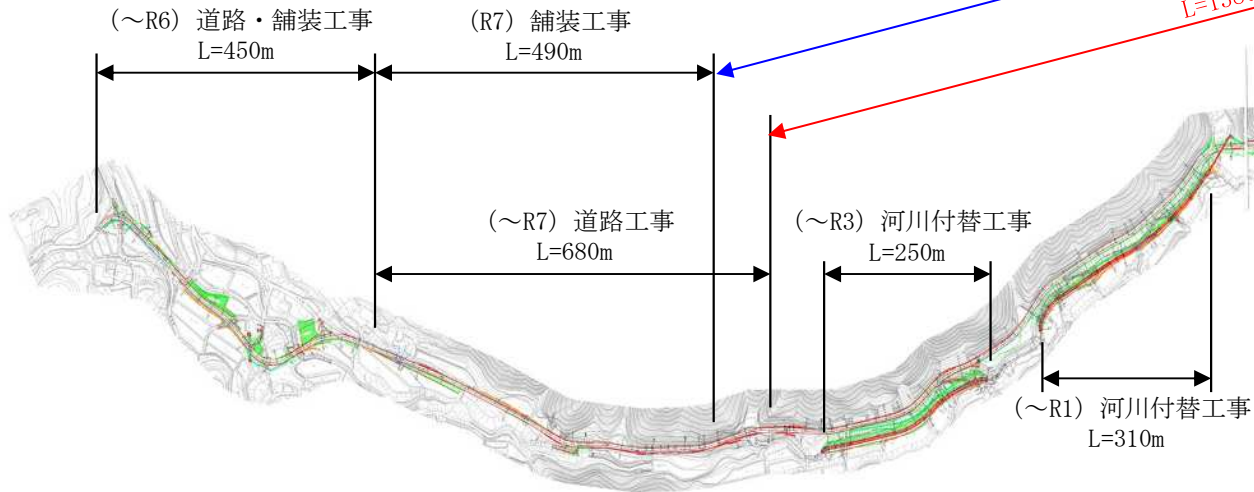 (～R6) 道路・舗装工事
L=450m
(R7) 舗装工事
L=490m
(～R7) 道路工事
L=680m
(～R3) 河川付替工事
L=250m
(～R1) 河川付替工事
L=310m